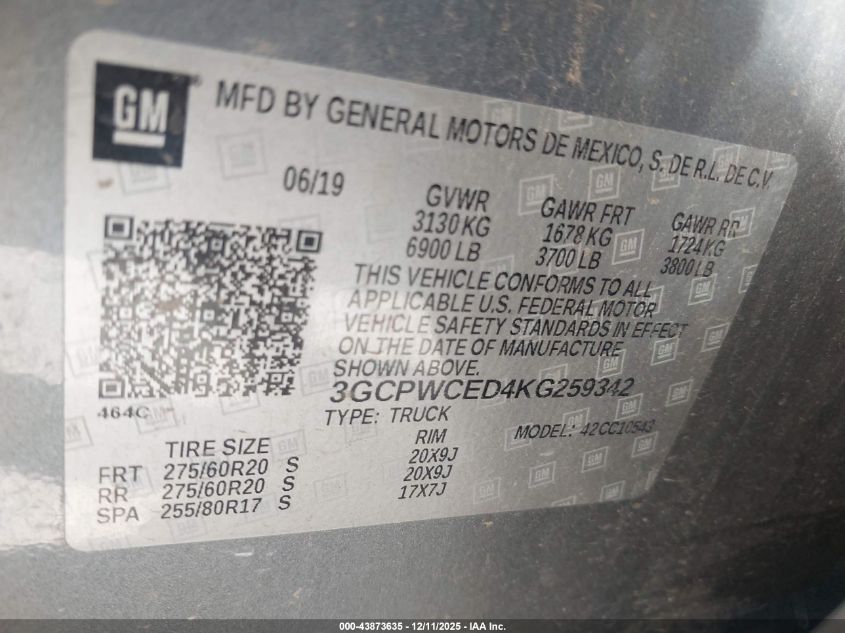 GM
MFD BY GENERAL MOTORS DE MEXICO, S. DE R.L. DE C.V.
06/19
GVWR GAWR FRT GAWR RR
3130 KG 1678 KG 1724 KG
6900 LB 3700 LB 3800 LB
THIS VEHICLE CONFORMS TO ALL
APPLICABLE U.S. FEDERAL MOTOR
VEHICLE SAFETY STANDARDS IN EFFECT
ON THE DATE OF MANUFACTURE
SHOWN ABOVE.
3GCPWCED4KG259342
464C
TYPE: TRUCK MODEL: 42CC10543
TIRE SIZE RIM
FRT 275/60R20 S 20X9J
RR 275/60R20 S 20X9J
SPA 255/80R17 S 17X7J
000-43873635 - 12/11/2025 - IAA Inc.